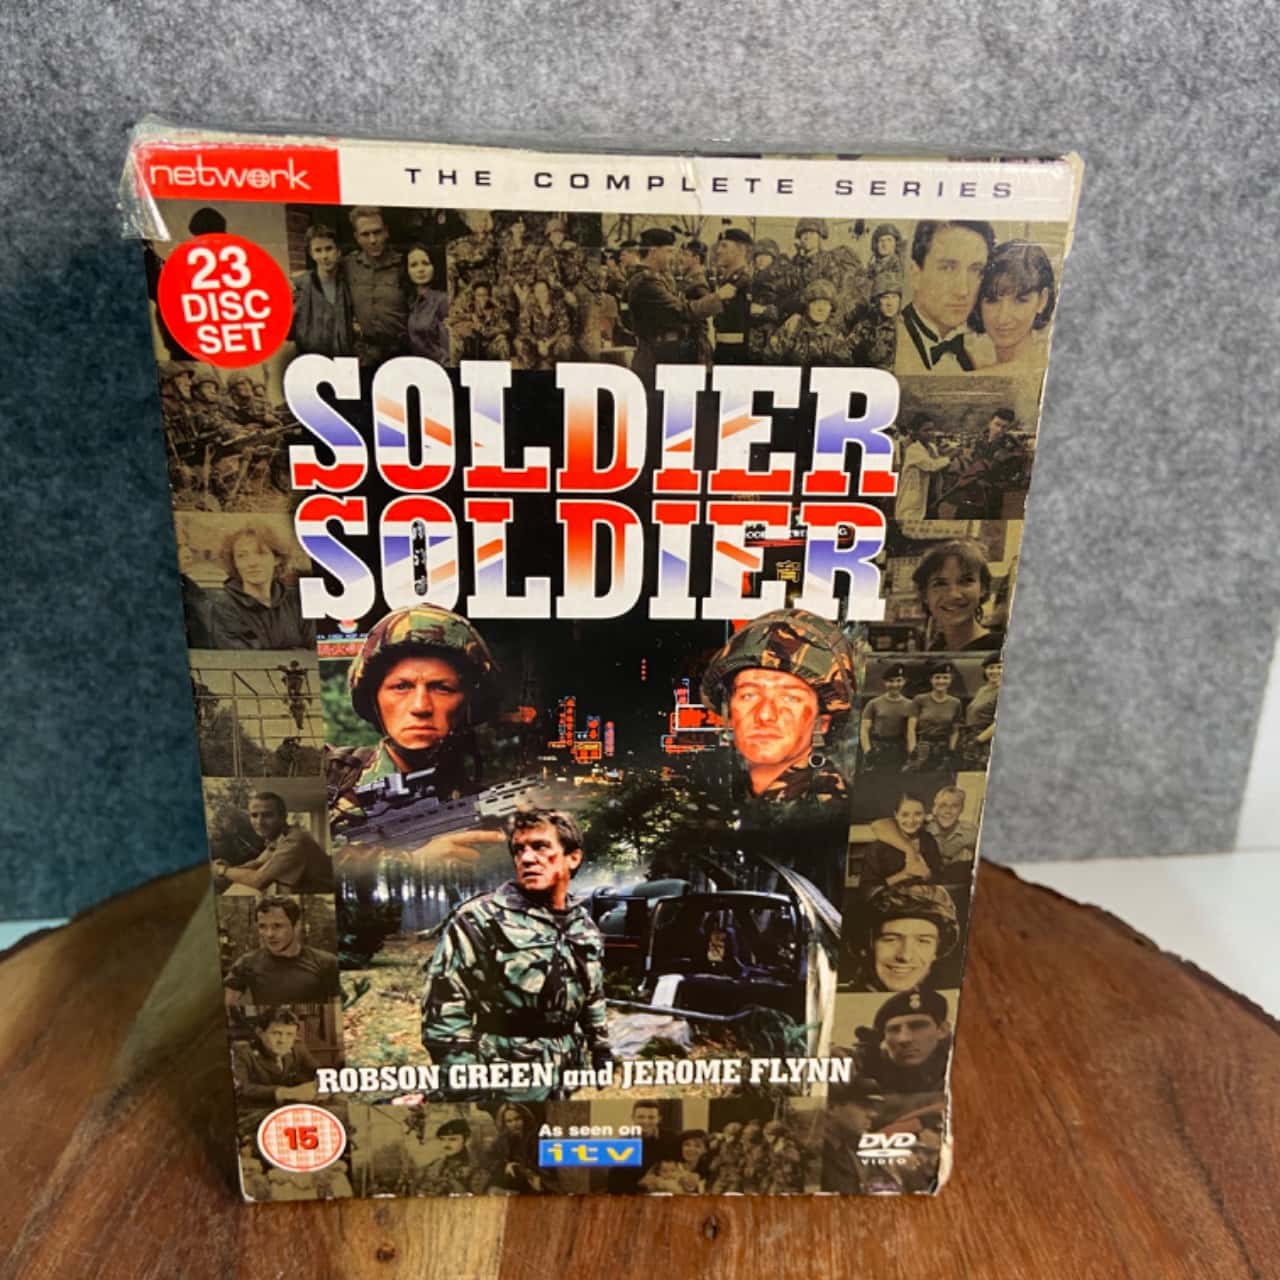 network
THE COMPLETE SERIES
23
DISC
SET
SOLDIER
SOLDIER
ROBSON GREEN and JEROME FLYNN
15
As seen on
itv
DVD
VIDEO